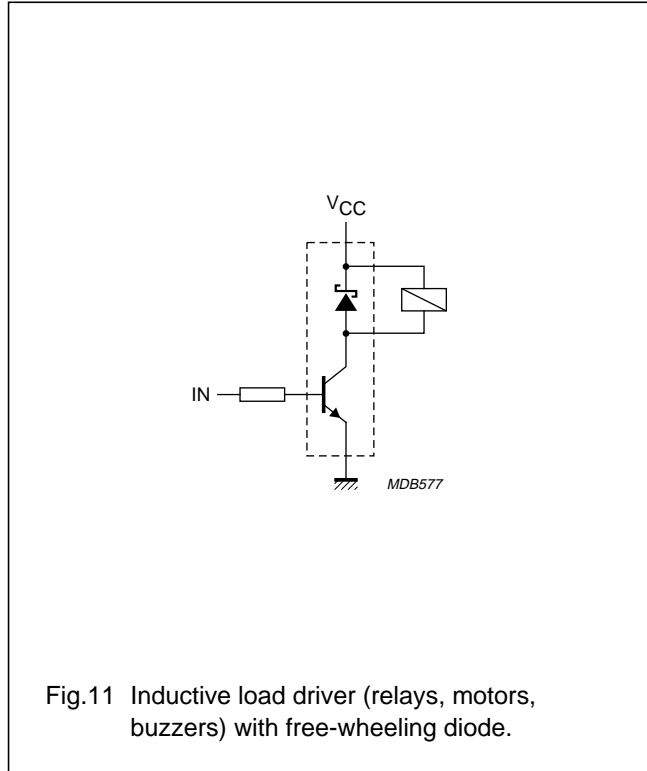 VCC
IN
MDB577
Fig.11 Inductive load driver (relays, motors,
buzzers) with free-wheeling diode.